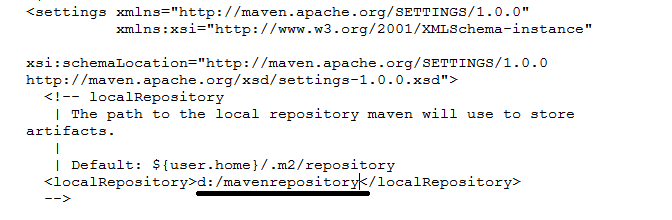 <settings xmlns="http://maven.apache.org/SETTINGS/1.0.0"
xmlns:xsi="http://www.w3.org/2001/XMLSchema-instance"
xsi:schemaLocation="http://maven.apache.org/SETTINGS/1.0.0
http://maven.apache.org/xsd/settings-1.0.0.xsd">
<!-- localRepository
| The path to the local repository maven will use to store
artifacts.
|
| Default: ${user.home}/.m2/repository
<localRepository>d:/mavenrepository</localRepository>
-->